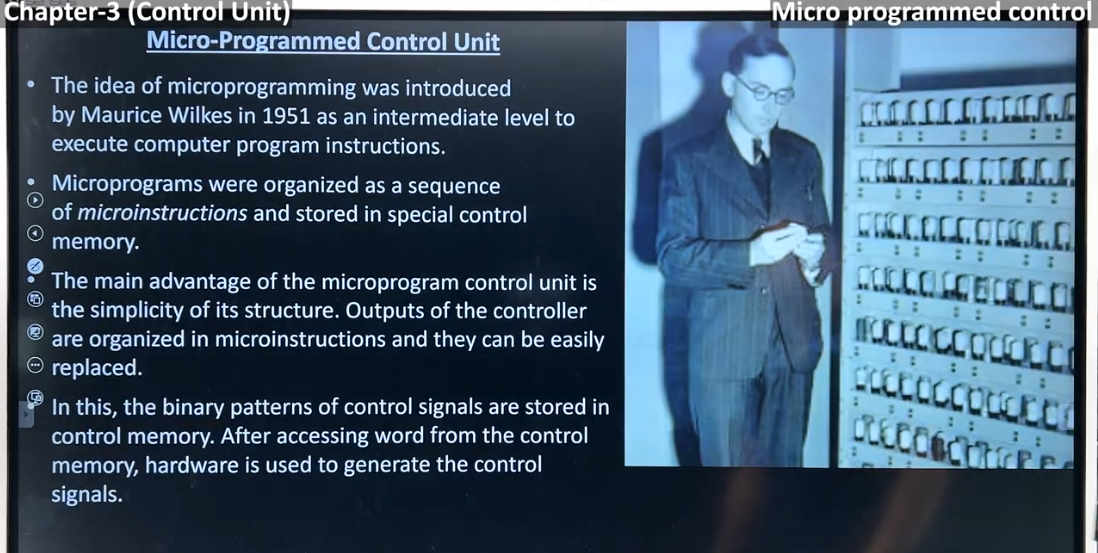 Chapter-3 (Control Unit)
Micro programmed control
Micro-Programmed Control Unit
• The idea of microprogramming was introduced
by Maurice Wilkes in 1951 as an intermediate level to
execute computer program instructions.
• Microprograms were organized as a sequence
of microinstructions and stored in special control
memory.
• The main advantage of the microprogram control unit is
the simplicity of its structure. Outputs of the controller
are organized in microinstructions and they can be easily
replaced.
• In this, the binary patterns of control signals are stored in
control memory. After accessing word from the control
memory, hardware is used to generate the control
signals.